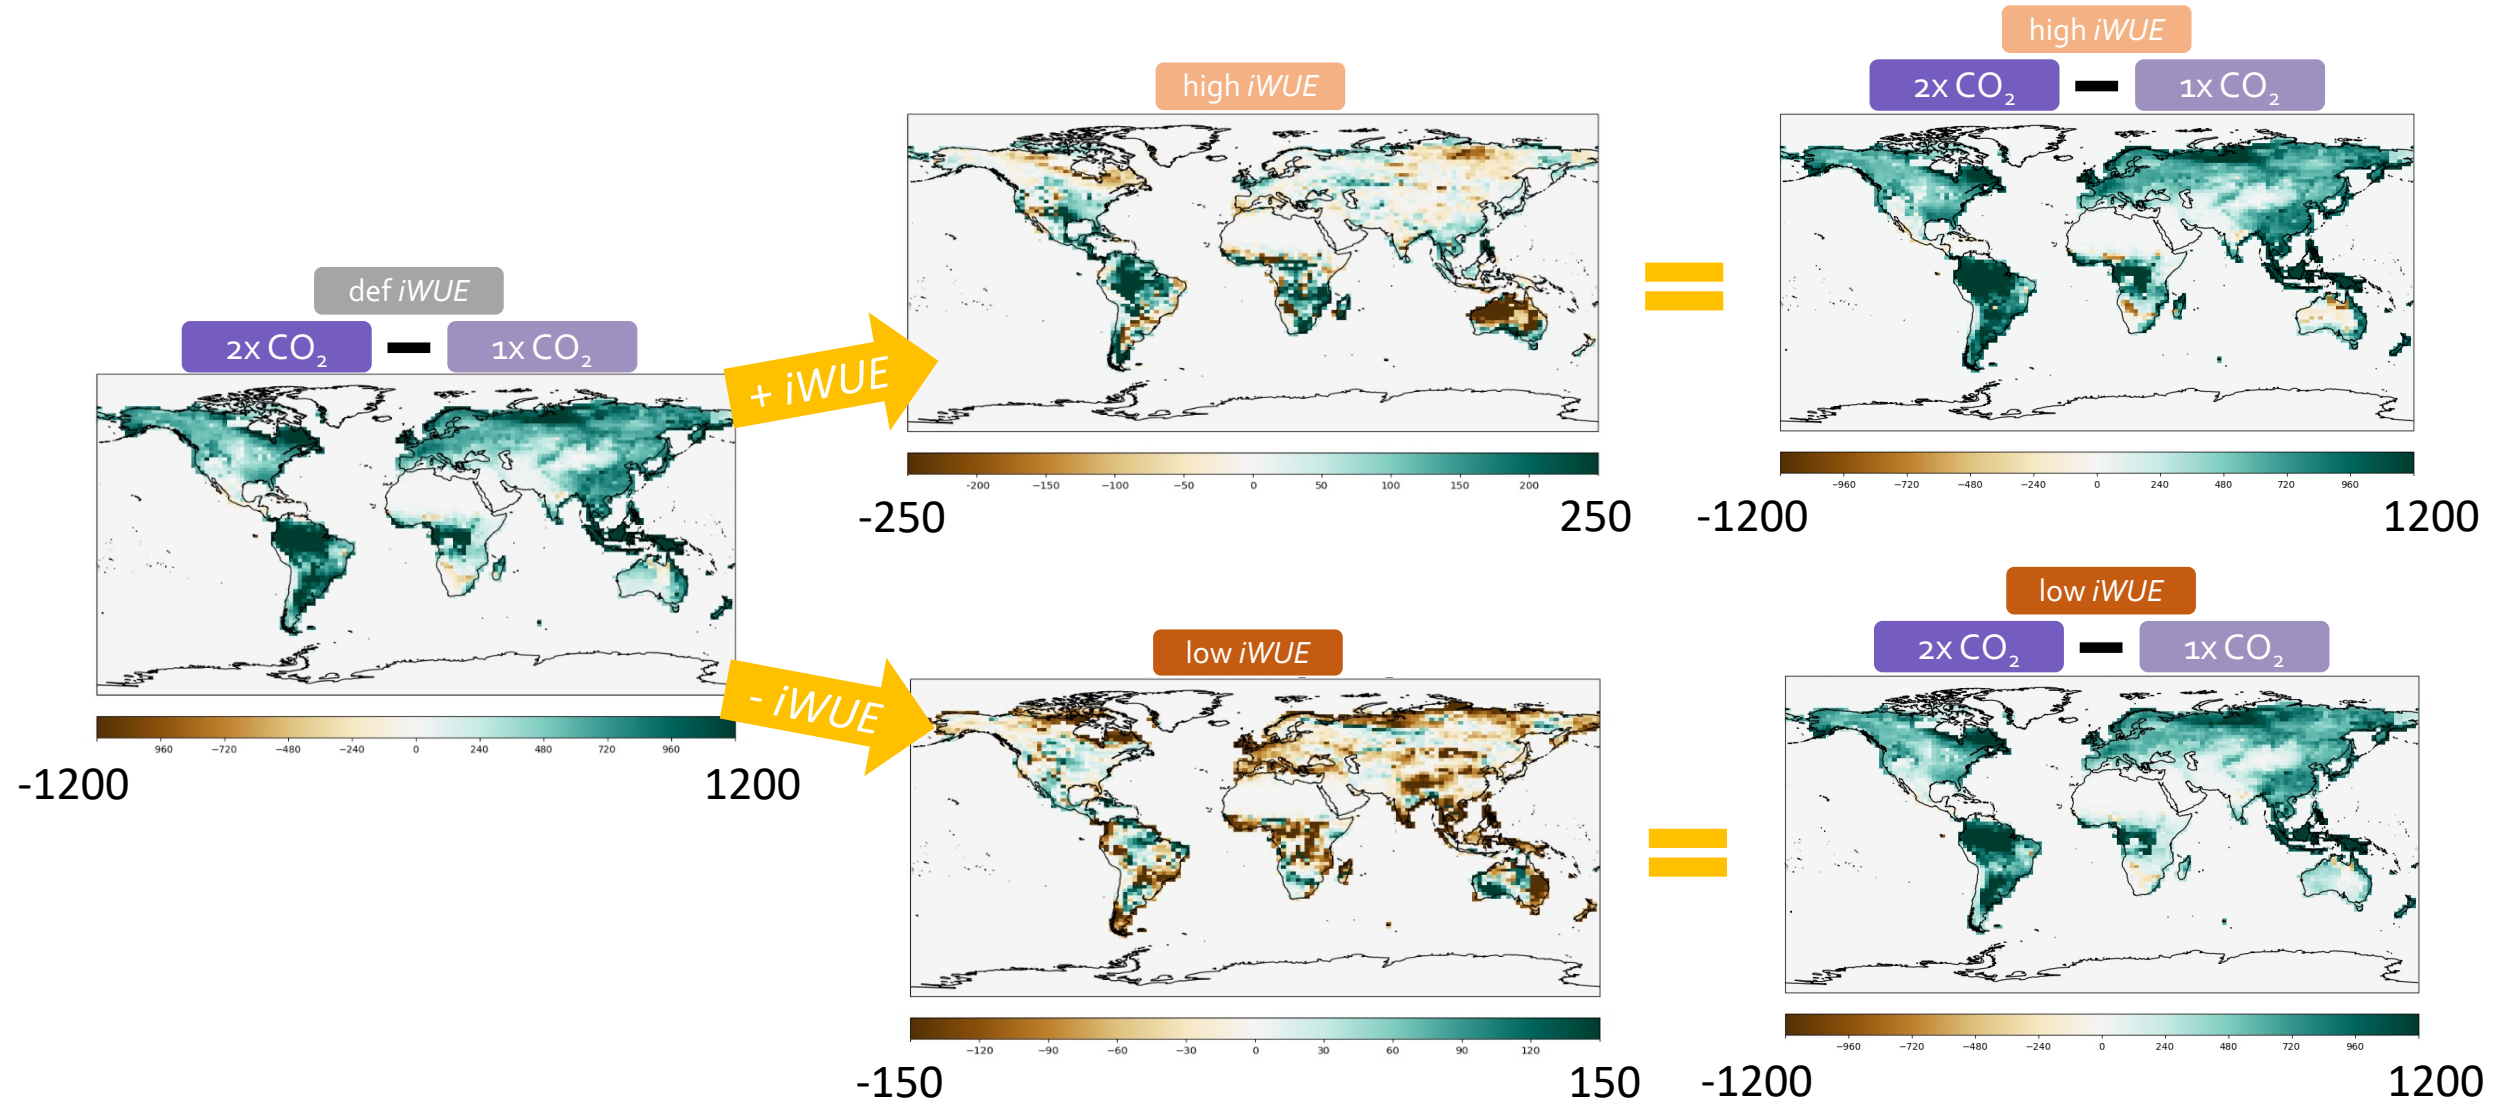 def iWUE
2x CO₂ – 1x CO₂
960 −720 −480 −240 0 240 480 720 960
-1200 1200
+ iWUE
- iWUE
high iWUE
−200 −150 −100 −50 0 50 100 150 200
-250 250
high iWUE
2x CO₂ – 1x CO₂
−960 −720 −480 −240 0 240 480 720 960
-1200 1200
low iWUE
−120 −90 −60 −30 0 30 60 90 120
-150 150
low iWUE
2x CO₂ – 1x CO₂
−960 −720 −480 −240 0 240 480 720 960
-1200 1200